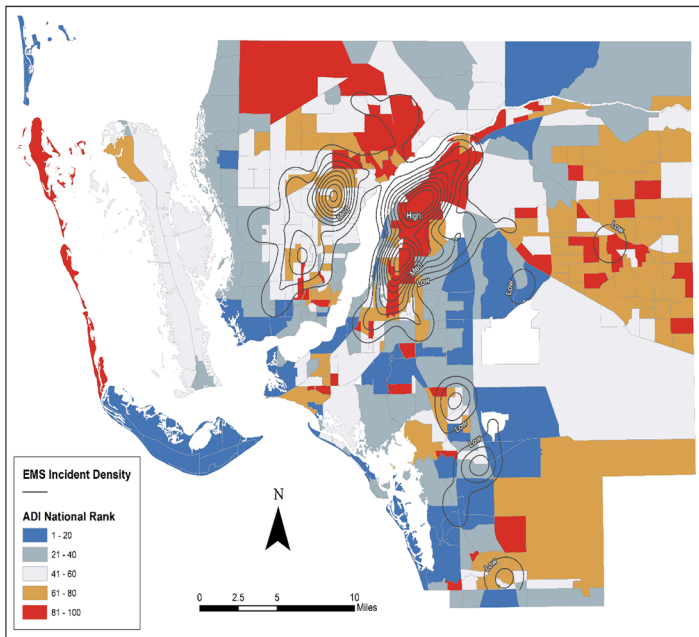 High
Med
Low
Low
Low
Low
Low
Low
Low
EMS Incident Density
ADI National Rank
1 - 20
21 - 40
41 - 60
61 - 80
81 - 100
N
0 2.5 5 10
Miles